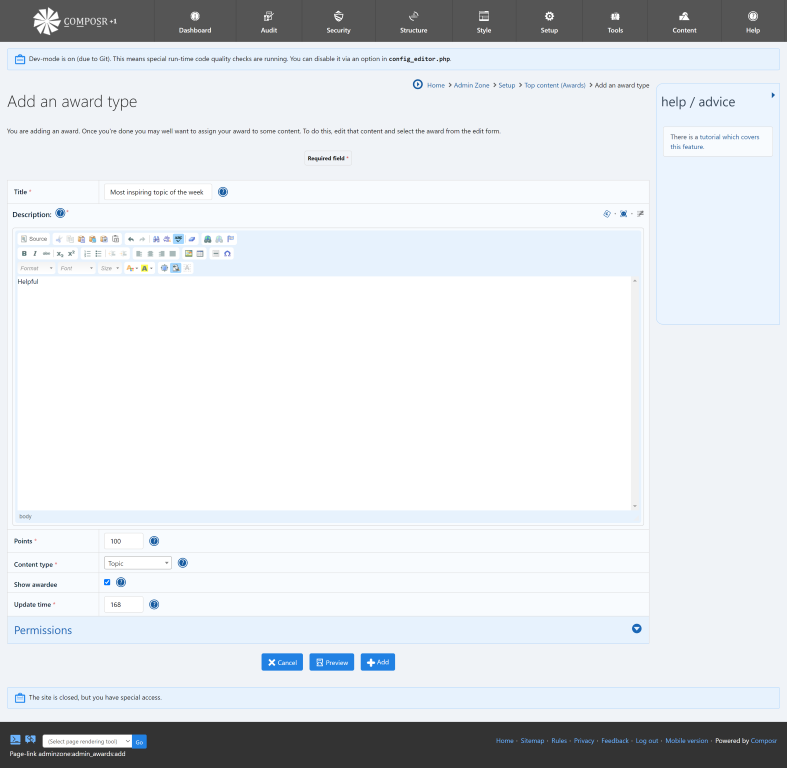 COMPOSR +1
Dashboard
Audit
Security
Structure
Style
Setup
Tools
Content
Help
Dev-mode is on (due to Git). This means special run-time code quality checks are running. You can disable it via an option in config_editor.php.
Home > Admin Zone > Setup > Top content (Awards) > Add an award type
Add an award type
You are adding an award. Once you're done you may well want to assign your award to some content. To do this, edit that content and select the award from the edit form.
Required field *
help / advice
There is a tutorial which covers
this feature.
Title * Most inspiring topic of the week
Description: *
Source
Format Font Size
Helpful
body
Points * 100
Content type * Topic
Show awardee
Update time * 168
Permissions
Cancel Preview Add
The site is closed, but you have special access.
(Select page rendering tool) Go
Page-link adminzone:admin_awards:add
Home · Sitemap · Rules · Privacy · Feedback · Log out · Mobile version · Powered by Composr